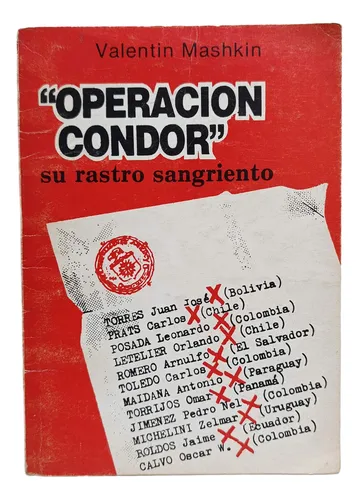 Valentin Mashkin
“OPERACION
CONDOR”
su rastro sangriento
TORRES Juan José (Bolivia)
PRATS Carlos (Chile)
POSADA Leonardo (Colombia)
LETELIER Orlando (Chile)
ROMERO Arnulfo (El Salvador)
TOLEDO Carlos (Colombia)
MAIDANA Antonio (Paraguay)
TORRIJOS Omar (Panamá)
JIMENEZ Pedro Nel (Colombia)
MICHELINI Zelmar (Uruguay)
ROLDOS Jaime (Ecuador)
CALVO Oscar W. (Colombia)